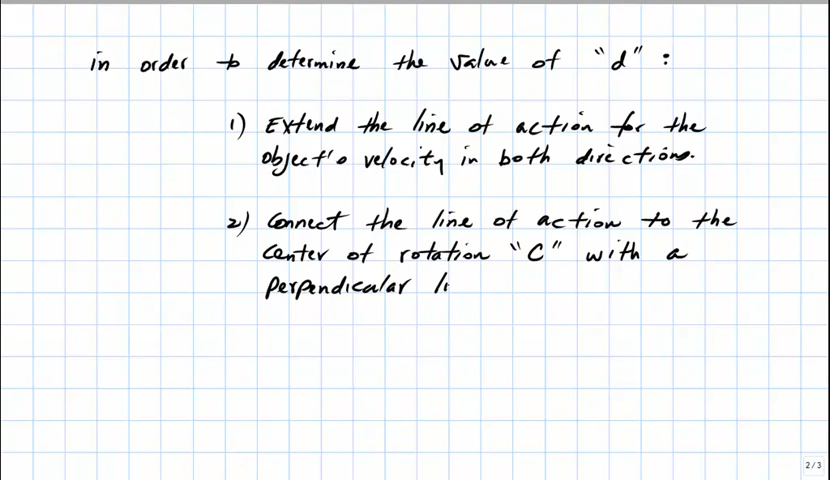 in order to determine the value of "d" :
1) Extend the line of action for the
object's velocity in both directions.
2) Connect the line of action to the
center of rotation "C" with a
perpendicular li
2/3